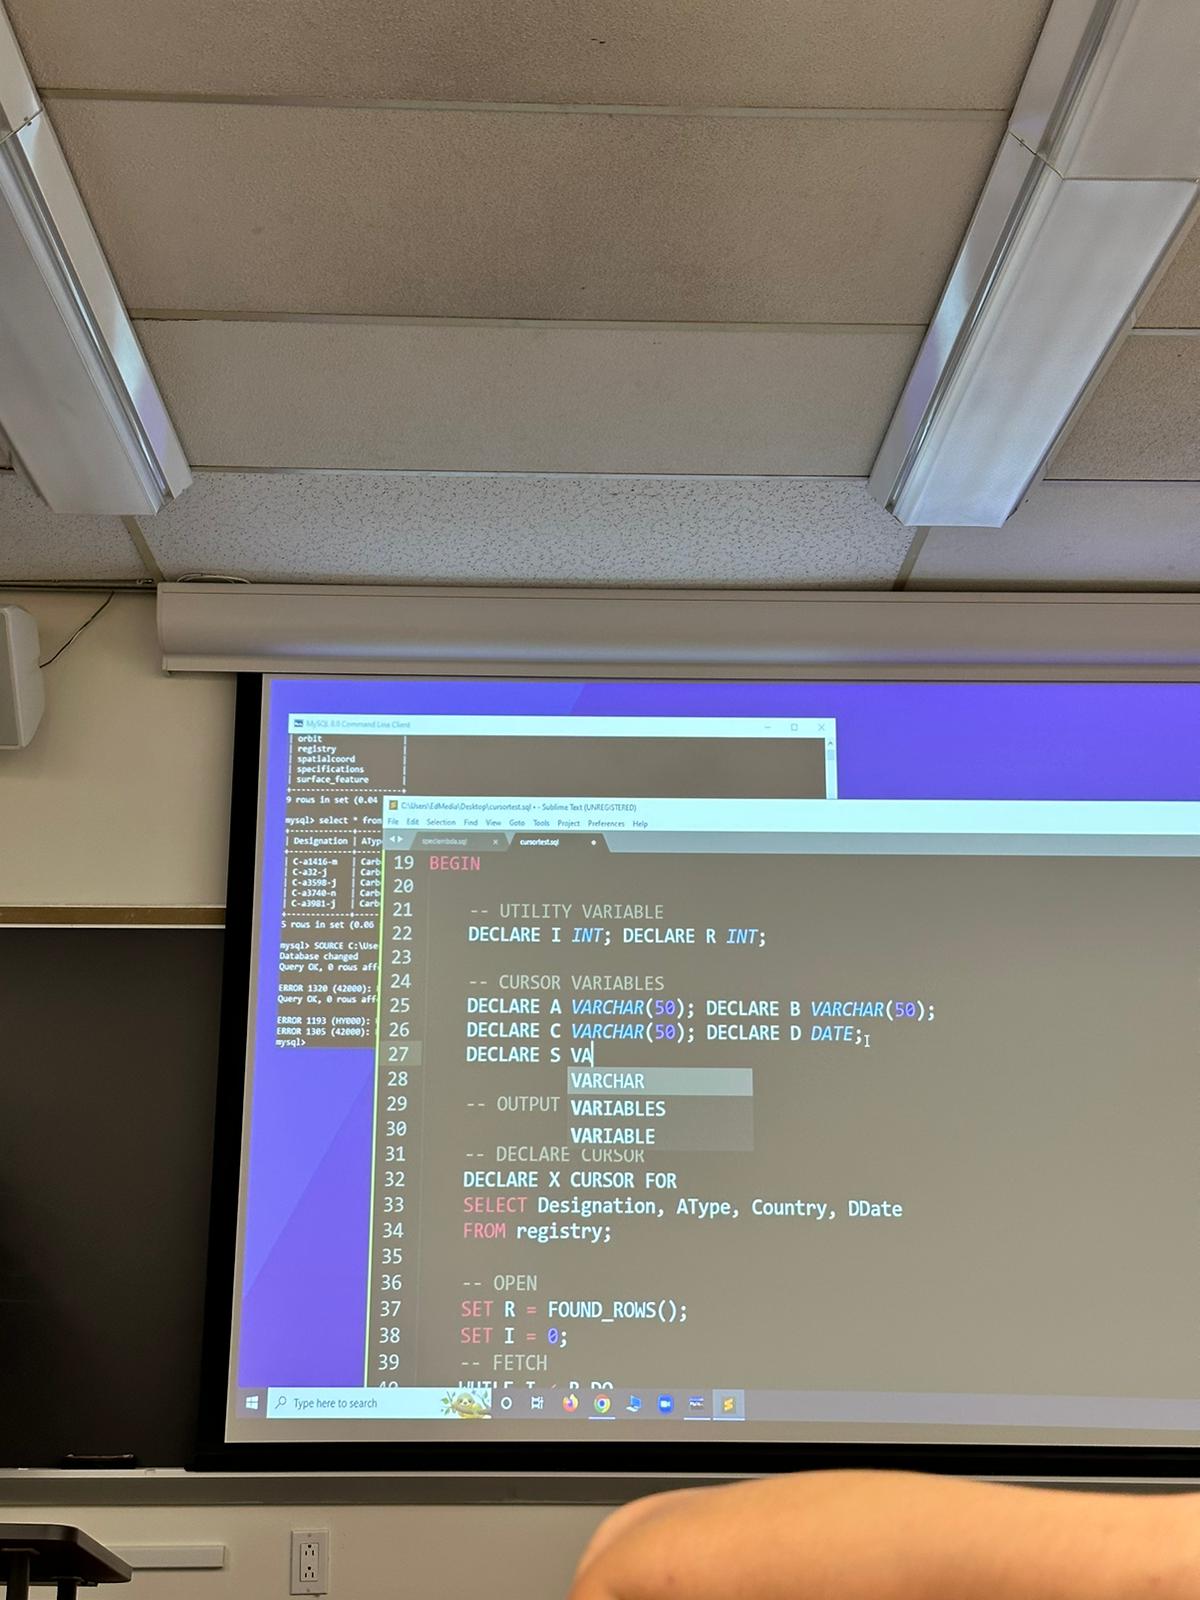 MySQL 8.0 Command Line Client
| orbit |
| registry |
| spatialcoord |
| specifications |
| surface_feature |
9 rows in set (0.04
mysql> select * from
| Designation | AType
| C-a1416-m | Carb
| C-a32-j | Carb
| C-a3598-j | Carb
| C-a3740-n | Carb
| C-a3981-j | Carb
5 rows in set (0.06
mysql> SOURCE C:\Use
Database changed
Query OK, 0 rows aff
ERROR 1320 (42000):
Query OK, 0 rows aff
ERROR 1193 (HY000):
ERROR 1305 (42000):
mysql>
C:\Users\EdMedia\Desktop\cursortest.sql • - Sublime Text (UNREGISTERED)
File Edit Selection Find View Goto Tools Project Preferences Help
cursortest.sql
19 BEGIN
20
21 -- UTILITY VARIABLE
22 DECLARE I INT; DECLARE R INT;
23
24 -- CURSOR VARIABLES
25 DECLARE A VARCHAR(50); DECLARE B VARCHAR(50);
26 DECLARE C VARCHAR(50); DECLARE D DATE;
27 DECLARE S VA
VARCHAR
VARIABLES
VARIABLE
28
29 -- OUTPUT
30
31 -- DECLARE CURSOR
32 DECLARE X CURSOR FOR
33 SELECT Designation, AType, Country, DDate
34 FROM registry;
35
36 -- OPEN
37 SET R = FOUND_ROWS();
38 SET I = 0;
39 -- FETCH
40 WHILE I < R DO
Type here to search